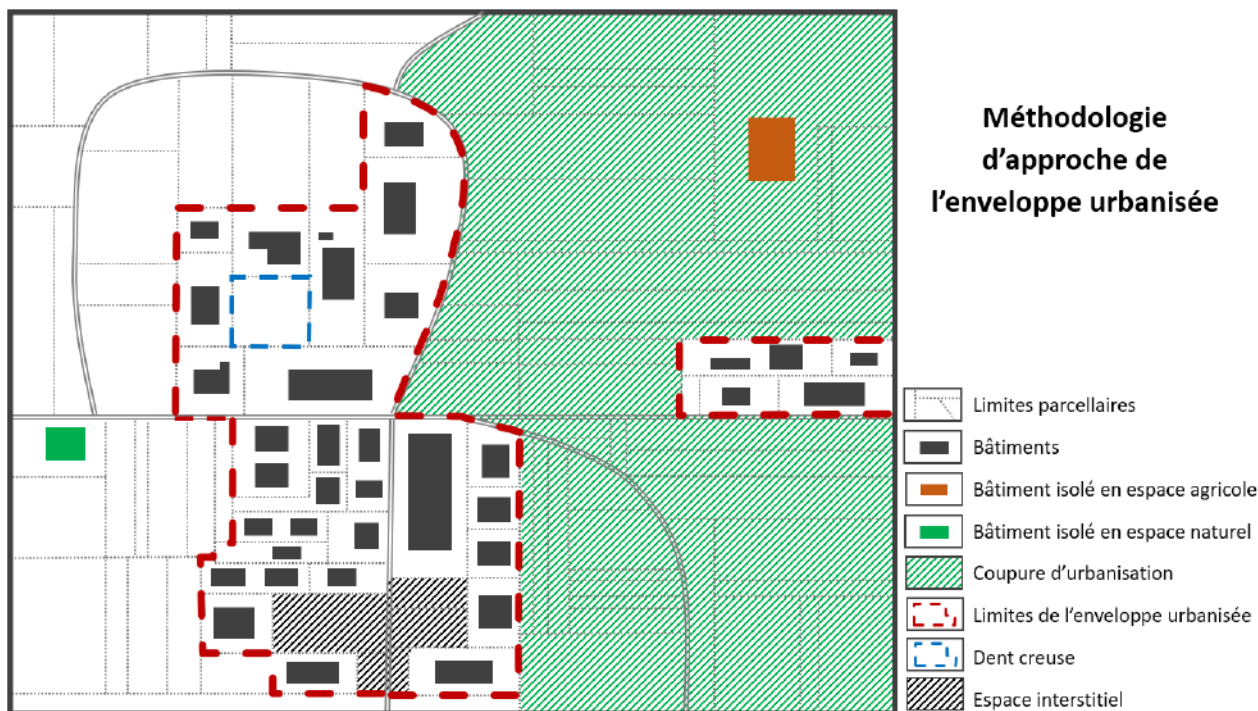 Méthodologie
d’approche de
l’enveloppe urbanisée
Limites parcellaires
Bâtiments
Bâtiment isolé en espace agricole
Bâtiment isolé en espace naturel
Coupure d’urbanisation
Limites de l’enveloppe urbanisée
Dent creuse
Espace interstitiel